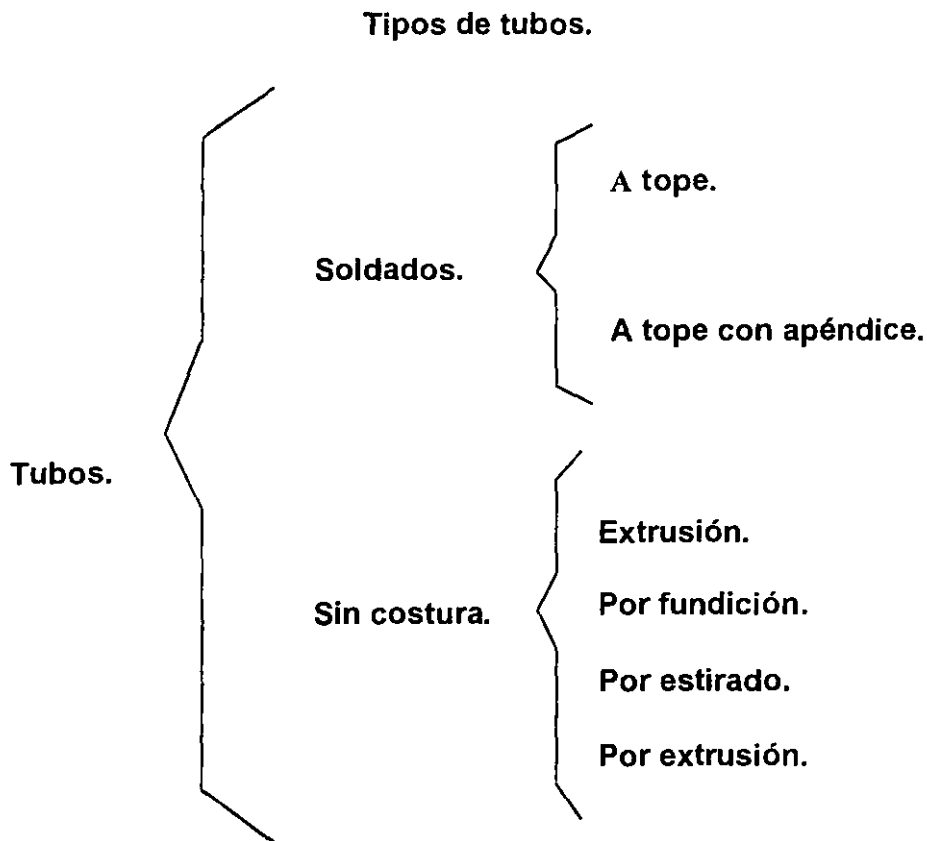 Tipos de tubos.
Tubos.
Soldados.
A tope.
A tope con apéndice.
Sin costura.
Extrusión.
Por fundición.
Por estirado.
Por extrusión.